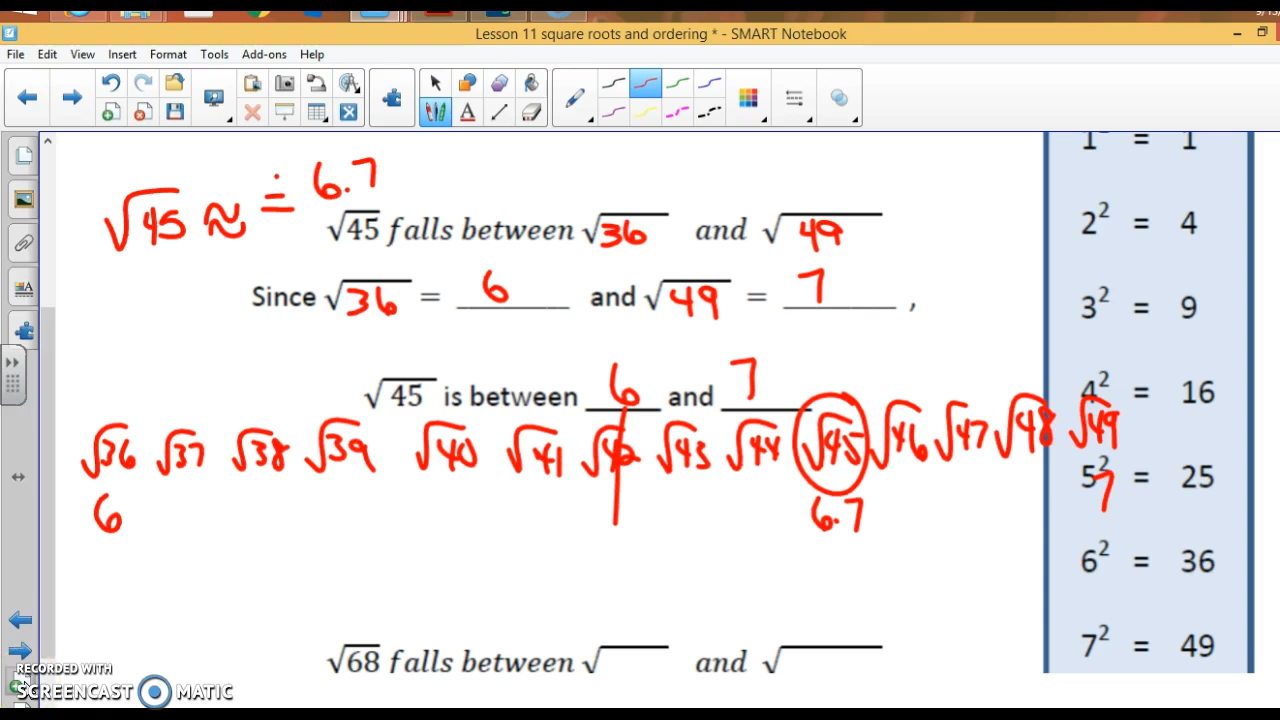 9/15
Lesson 11 square roots and ordering * - SMART Notebook
File Edit View Insert Format Tools Add-ons Help
√45 ≈ ≐ 6.7
√45 falls between √36 and √49
Since √36 = 6 and √49 = 7 ,
√45 is between 6 and 7
√36 √37 √38 √39 √40 √41 √42 √43 √44 √45 √46 √47 √48 √49
6 6.7 7
√68 falls between √ and √
1² = 1
2² = 4
3² = 9
4² = 16
5² = 25
6² = 36
7² = 49
RECORDED WITH
SCREENCAST MATIC